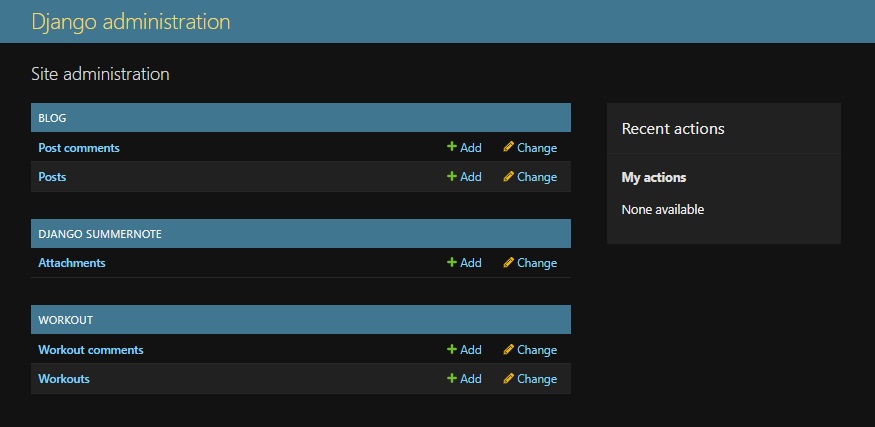 Django administration
Site administration
BLOG
Post comments Add Change
Posts Add Change
DJANGO SUMMERNOTE
Attachments Add Change
WORKOUT
Workout comments Add Change
Workouts Add Change
Recent actions
My actions
None available